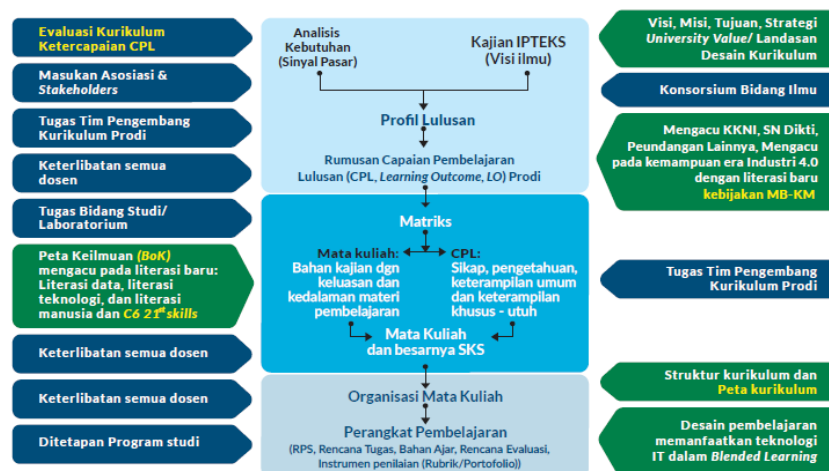 Evaluasi Kurikulum
Ketercapaian CPL
Masukan Asosiasi &
Stakeholders
Tugas Tim Pengembang
Kurikulum Prodi
Keterlibatan semua
dosen
Tugas Bidang Studi/
Laboratorium
Peta Keilmuan (BoK)
mengacu pada literasi baru:
Literasi data, literasi
teknologi, dan literasi
manusia dan C6 21st skills
Keterlibatan semua dosen
Keterlibatan semua dosen
Ditetapan Program studi
Analisis
Kebutuhan
(Sinyal Pasar)
Kajian IPTEKS
(Visi ilmu)
Profil Lulusan
Rumusan Capaian Pembelajaran
Lulusan (CPL, Learning Outcome, LO) Prodi
Matriks
Mata kuliah:
Bahan kajian dgn
keluasan dan
kedalaman materi
pembelajaran
CPL:
Sikap, pengetahuan,
keterampilan umum
dan keterampilan
khusus - utuh
Mata Kuliah
dan besarnya SKS
Organisasi Mata Kuliah
Perangkat Pembelajaran
(RPS, Rencana Tugas, Bahan Ajar, Rencana Evaluasi,
Instrumen penilaian (Rubrik/Portofolio))
Visi, Misi, Tujuan, Strategi
University Value/ Landasan
Desain Kurikulum
Konsorsium Bidang Ilmu
Mengacu KKNI, SN Dikti,
Peundangan Lainnya, Mengacu
pada kemampuan era Industri 4.0
dengan literasi baru
kebijakan MB-KM
Tugas Tim Pengembang
Kurikulum Prodi
Struktur kurikulum dan
Peta kurikulum
Desain pembelajaran
memanfaatkan teknologi
IT dalam Blended Learning